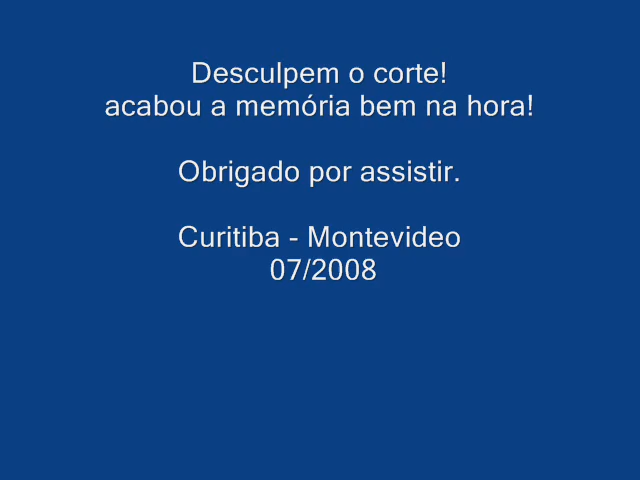 Desculpem o corte!
acabou a memória bem na hora!
Obrigado por assistir.
Curitiba - Montevideo
07/2008